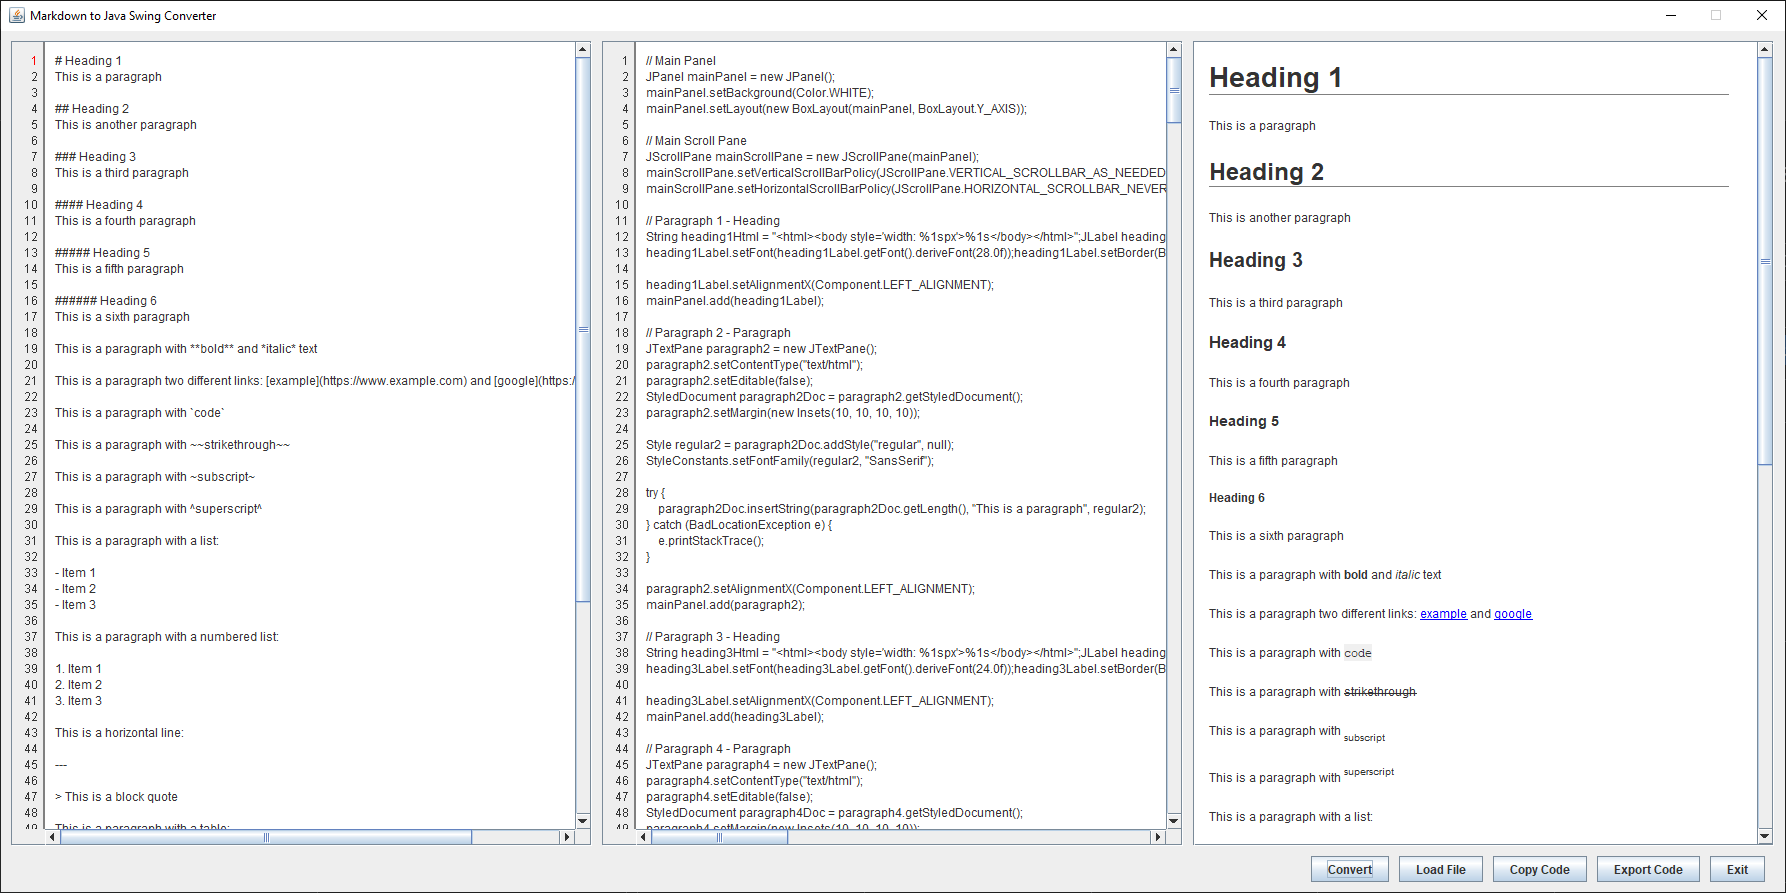 Markdown to Java Swing Converter
1 # Heading 1
2 This is a paragraph
3
4 ## Heading 2
5 This is another paragraph
6
7 ### Heading 3
8 This is a third paragraph
9
10 #### Heading 4
11 This is a fourth paragraph
12
13 ##### Heading 5
14 This is a fifth paragraph
15
16 ###### Heading 6
17 This is a sixth paragraph
18
19 This is a paragraph with **bold** and *italic* text
20
21 This is a paragraph two different links: [example](https://www.example.com) and [google](https:/
22
23 This is a paragraph with `code`
24
25 This is a paragraph with ~~strikethrough~~
26
27 This is a paragraph with ~subscript~
28
29 This is a paragraph with ^superscript^
30
31 This is a paragraph with a list:
32
33 - Item 1
34 - Item 2
35 - Item 3
36
37 This is a paragraph with a numbered list:
38
39 1. Item 1
40 2. Item 2
41 3. Item 3
42
43 This is a horizontal line:
44
45 ---
46
47 > This is a block quote
48
49 This is a paragraph with a table:
1 // Main Panel
2 JPanel mainPanel = new JPanel();
3 mainPanel.setBackground(Color.WHITE);
4 mainPanel.setLayout(new BoxLayout(mainPanel, BoxLayout.Y_AXIS));
5
6 // Main Scroll Pane
7 JScrollPane mainScrollPane = new JScrollPane(mainPanel);
8 mainScrollPane.setVerticalScrollBarPolicy(JScrollPane.VERTICAL_SCROLLBAR_AS_NEEDED
9 mainScrollPane.setHorizontalScrollBarPolicy(JScrollPane.HORIZONTAL_SCROLLBAR_NEVER
10
11 // Paragraph 1 - Heading
12 String heading1Html = "<html><body style='width: %1spx'>%1s</body></html>";JLabel heading
13 heading1Label.setFont(heading1Label.getFont().deriveFont(28.0f));heading1Label.setBorder(B
14
15 heading1Label.setAlignmentX(Component.LEFT_ALIGNMENT);
16 mainPanel.add(heading1Label);
17
18 // Paragraph 2 - Paragraph
19 JTextPane paragraph2 = new JTextPane();
20 paragraph2.setContentType("text/html");
21 paragraph2.setEditable(false);
22 StyledDocument paragraph2Doc = paragraph2.getStyledDocument();
23 paragraph2.setMargin(new Insets(10, 10, 10, 10));
24
25 Style regular2 = paragraph2Doc.addStyle("regular", null);
26 StyleConstants.setFontFamily(regular2, "SansSerif");
27
28 try {
29 paragraph2Doc.insertString(paragraph2Doc.getLength(), "This is a paragraph", regular2);
30 } catch (BadLocationException e) {
31 e.printStackTrace();
32 }
33
34 paragraph2.setAlignmentX(Component.LEFT_ALIGNMENT);
35 mainPanel.add(paragraph2);
36
37 // Paragraph 3 - Heading
38 String heading3Html = "<html><body style='width: %1spx'>%1s</body></html>";JLabel heading
39 heading3Label.setFont(heading3Label.getFont().deriveFont(24.0f));heading3Label.setBorder(B
40
41 heading3Label.setAlignmentX(Component.LEFT_ALIGNMENT);
42 mainPanel.add(heading3Label);
43
44 // Paragraph 4 - Paragraph
45 JTextPane paragraph4 = new JTextPane();
46 paragraph4.setContentType("text/html");
47 paragraph4.setEditable(false);
48 StyledDocument paragraph4Doc = paragraph4.getStyledDocument();
49 paragraph4.setMargin(new Insets(10, 10, 10, 10));
Heading 1
This is a paragraph
Heading 2
This is another paragraph
Heading 3
This is a third paragraph
Heading 4
This is a fourth paragraph
Heading 5
This is a fifth paragraph
Heading 6
This is a sixth paragraph
This is a paragraph with bold and italic text
This is a paragraph two different links: example and google
This is a paragraph with code
This is a paragraph with strikethrough
This is a paragraph with subscript
This is a paragraph with superscript
This is a paragraph with a list:
Convert
Load File
Copy Code
Export Code
Exit